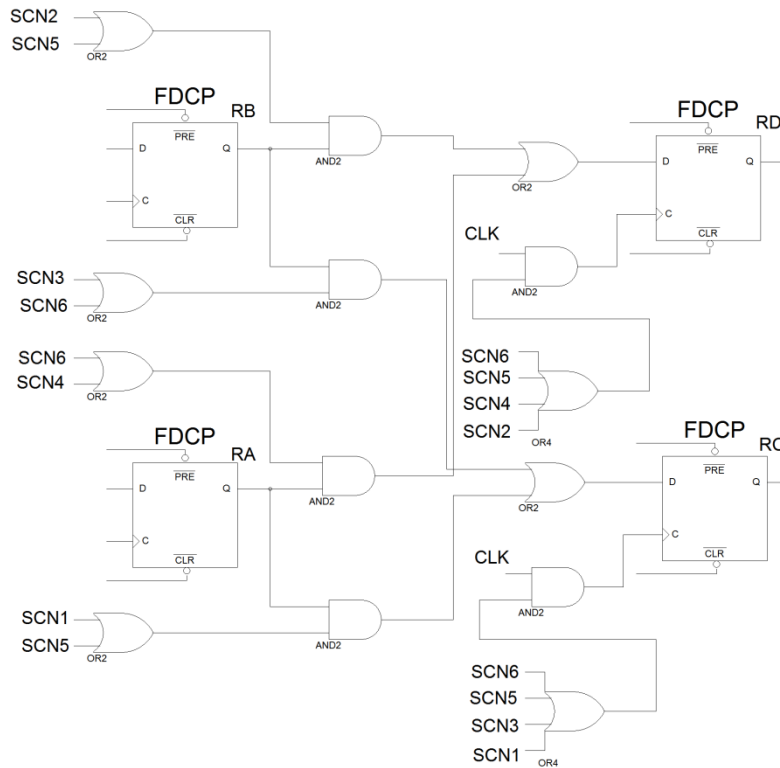 SCN2
SCN5
OR2
FDCP
RB
PRE
D
Q
C
CLR
AND2
OR2
FDCP
RD
PRE
D
Q
C
CLR
CLK
AND2
SCN3
SCN6
OR2
AND2
SCN6
SCN4
OR2
SCN6
SCN5
SCN4
SCN2
OR4
FDCP
RA
PRE
D
Q
C
CLR
AND2
OR2
FDCP
RC
PRE
D
Q
C
CLR
CLK
AND2
SCN1
SCN5
OR2
AND2
SCN6
SCN5
SCN3
SCN1
OR4